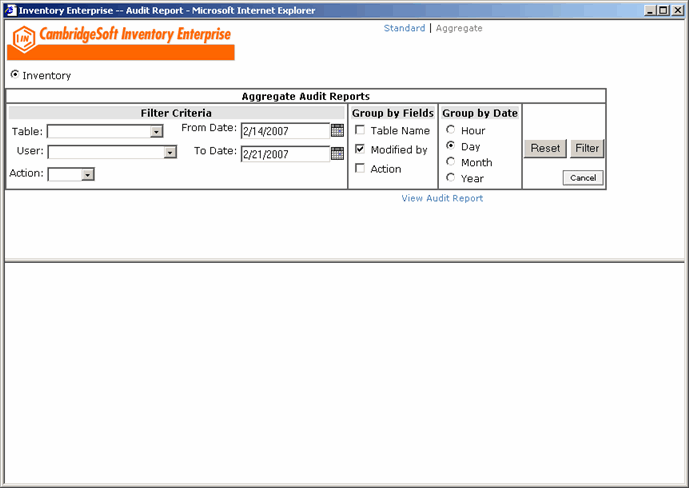 Inventory Enterprise -- Audit Report - Microsoft Internet Explorer
CambridgeSoft Inventory Enterprise
Standard | Aggregate
Inventory
Aggregate Audit Reports
Filter Criteria Group by Fields Group by Date
Table: From Date: 2/14/2007 Table Name Hour
User: To Date: 2/21/2007 Modified by Day Reset Filter
Action: Action Month
Year Cancel
View Audit Report